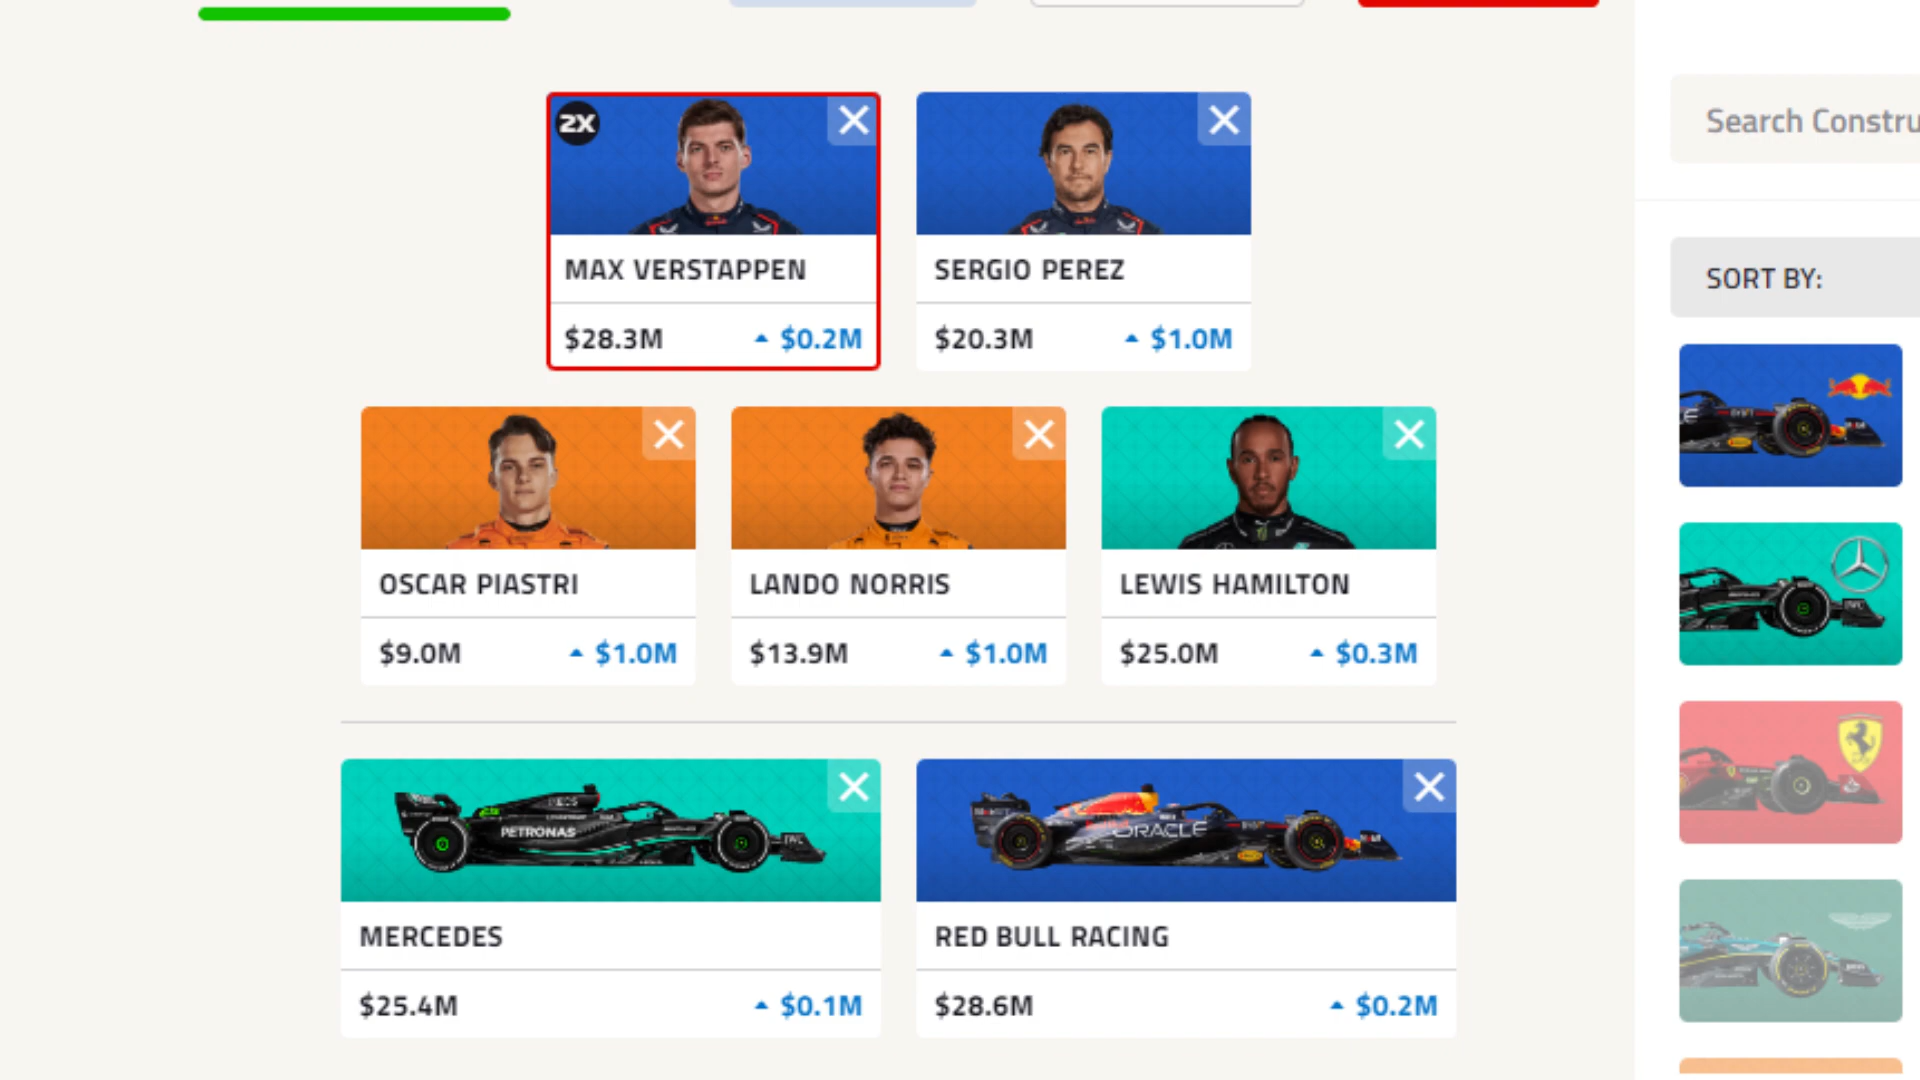 2X
MAX VERSTAPPEN
$28.3M
$0.2M
SERGIO PEREZ
$20.3M
$1.0M
OSCAR PIASTRI
$9.0M
$1.0M
LANDO NORRIS
$13.9M
$1.0M
LEWIS HAMILTON
$25.0M
$0.3M
INEOS
PETRONAS
MERCEDES
$25.4M
$0.1M
ORACLE
RED BULL RACING
$28.6M
$0.2M
Search Constru
SORT BY: